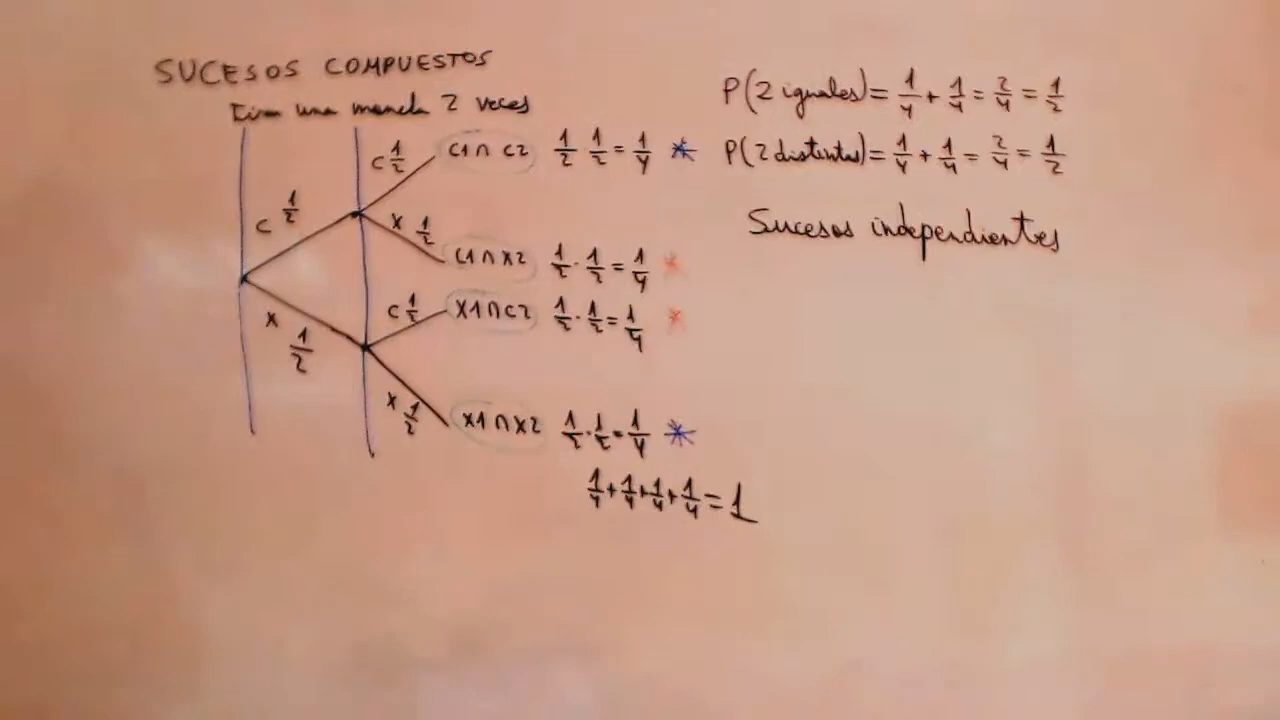 SUCESOS COMPUESTOS
Tiro una moneda 2 veces
C 1/2
C 1/2
X 1/2
X 1/2
C 1/2
X 1/2
C1 ∩ C2 1/2 1/2 = 1/4 *
C1 ∩ X2 1/2 · 1/2 = 1/4 *
X1 ∩ C2 1/2 · 1/2 = 1/4 *
X1 ∩ X2 1/2 · 1/2 = 1/4 *
1/4 + 1/4 + 1/4 + 1/4 = 1
P(2 iguales) = 1/4 + 1/4 = 2/4 = 1/2
P(2 distintas) = 1/4 + 1/4 = 2/4 = 1/2
Sucesos independientes